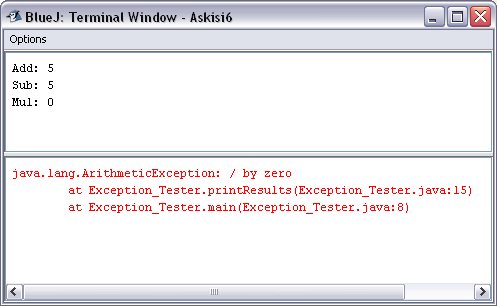 BlueJ: Terminal Window - Askisi6
Options
Add: 5
Sub: 5
Mul: 0
java.lang.ArithmeticException: / by zero
at Exception_Tester.printResults(Exception_Tester.java:15)
at Exception_Tester.main(Exception_Tester.java:8)